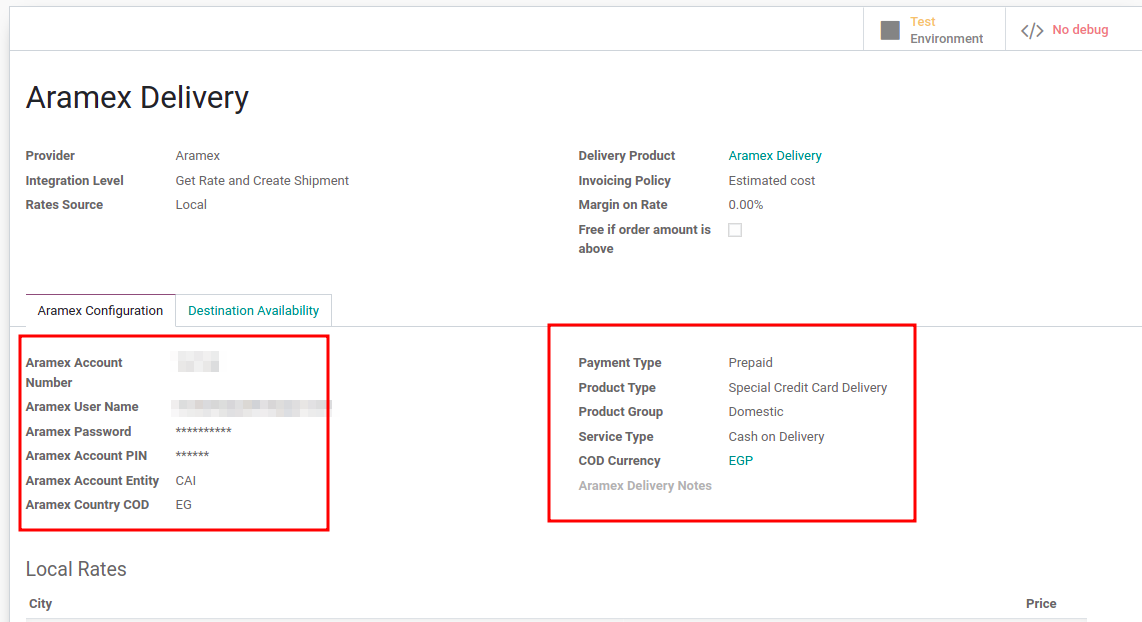 Test
Environment
</> No debug
Aramex Delivery
Provider Aramex
Integration Level Get Rate and Create Shipment
Rates Source Local
Delivery Product Aramex Delivery
Invoicing Policy Estimated cost
Margin on Rate 0.00%
Free if order amount is
above
Aramex Configuration Destination Availability
Aramex Account
Number
Aramex User Name
Aramex Password **********
Aramex Account PIN ******
Aramex Account Entity CAI
Aramex Country COD EG
Payment Type Prepaid
Product Type Special Credit Card Delivery
Product Group Domestic
Service Type Cash on Delivery
COD Currency EGP
Aramex Delivery Notes
Local Rates
City Price